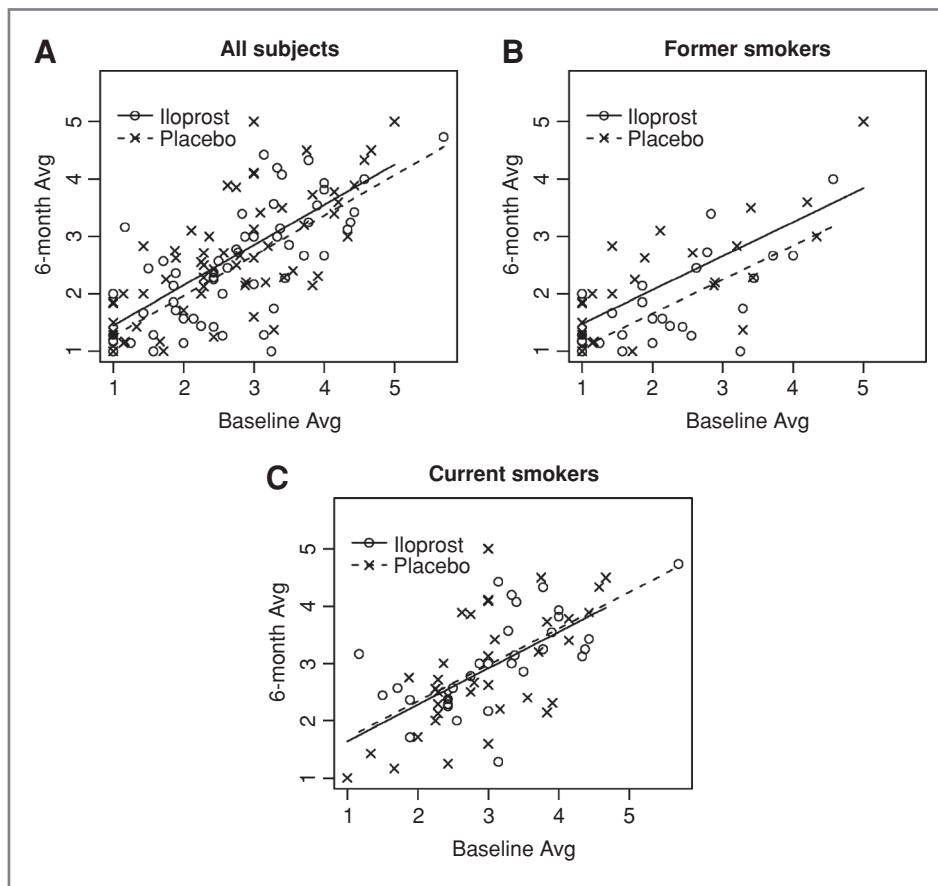 A
All subjects
Iloprost
Placebo
6-month Avg
5
4
3
2
1
1 2 3 4 5
Baseline Avg
B
Former smokers
Iloprost
Placebo
6-month Avg
5
4
3
2
1
1 2 3 4 5
Baseline Avg
C
Current smokers
Iloprost
Placebo
6-month Avg
5
4
3
2
1
1 2 3 4 5
Baseline Avg